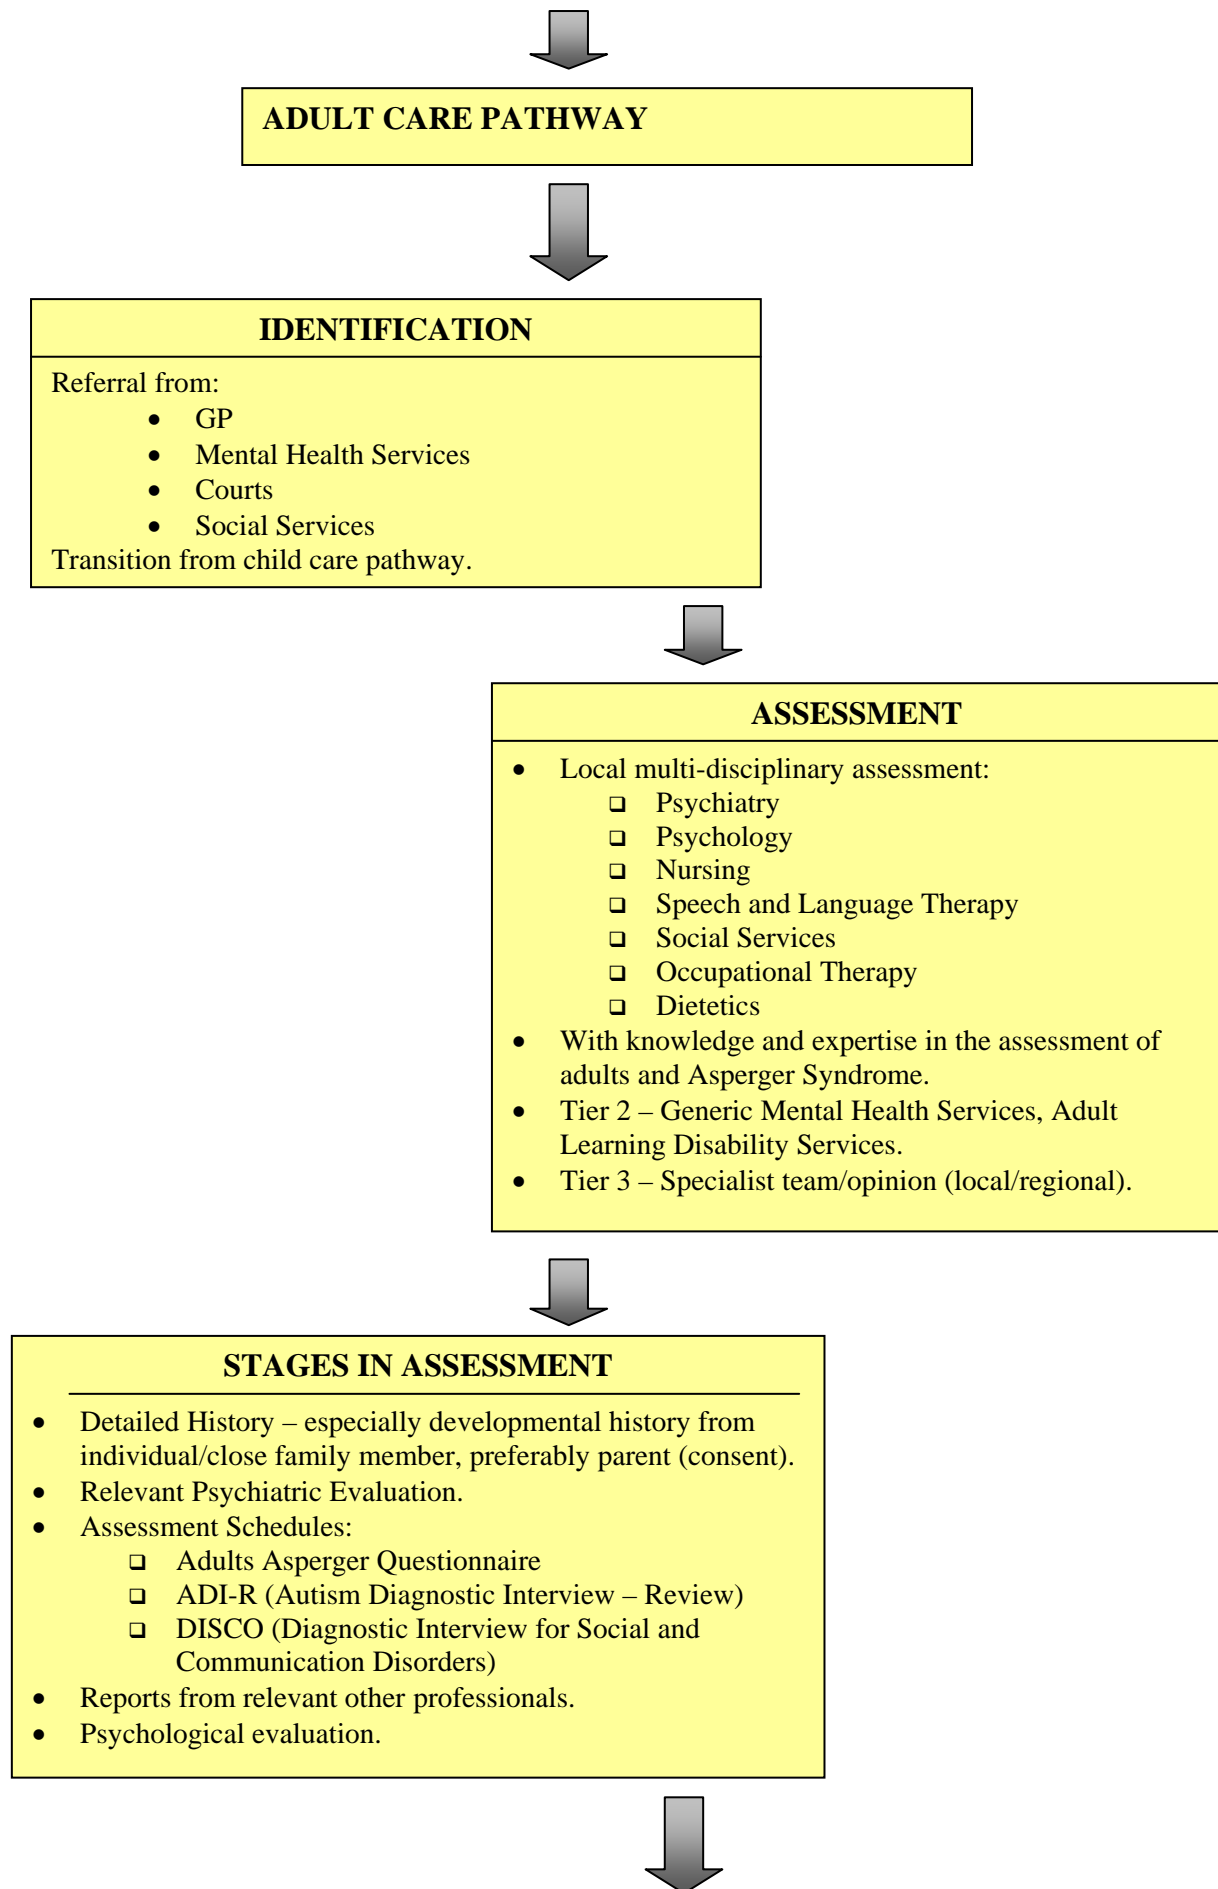 ADULT CARE PATHWAY
IDENTIFICATION
Referral from:
• GP
• Mental Health Services
• Courts
• Social Services
Transition from child care pathway.
ASSESSMENT
• Local multi-disciplinary assessment:
❑ Psychiatry
❑ Psychology
❑ Nursing
❑ Speech and Language Therapy
❑ Social Services
❑ Occupational Therapy
❑ Dietetics
• With knowledge and expertise in the assessment of
adults and Asperger Syndrome.
• Tier 2 – Generic Mental Health Services, Adult
Learning Disability Services.
• Tier 3 – Specialist team/opinion (local/regional).
STAGES IN ASSESSMENT
• Detailed History – especially developmental history from
individual/close family member, preferably parent (consent).
• Relevant Psychiatric Evaluation.
• Assessment Schedules:
❑ Adults Asperger Questionnaire
❑ ADI-R (Autism Diagnostic Interview – Review)
❑ DISCO (Diagnostic Interview for Social and
Communication Disorders)
• Reports from relevant other professionals.
• Psychological evaluation.